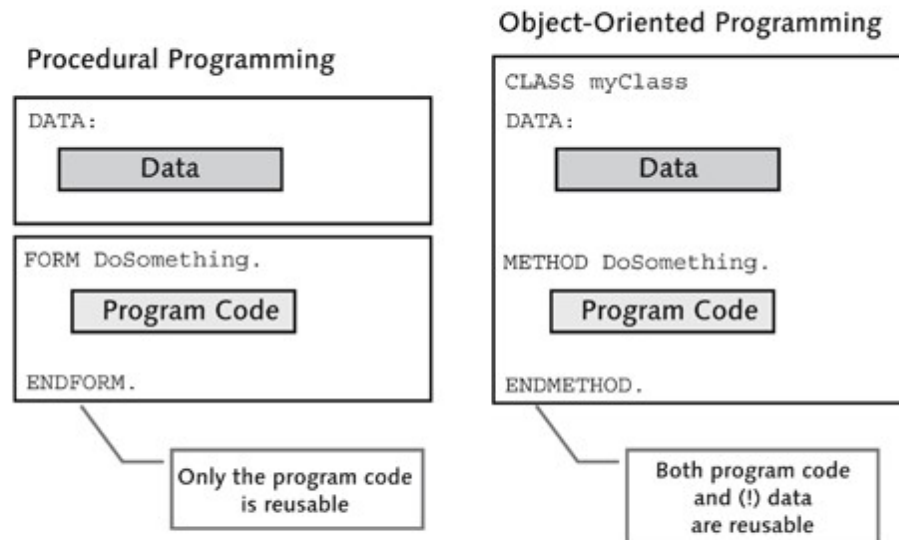 Procedural Programming
DATA:
Data
FORM DoSomething.
Program Code
ENDFORM.
Only the program code
is reusable
Object-Oriented Programming
CLASS myClass
DATA:
Data
METHOD DoSomething.
Program Code
ENDMETHOD.
Both program code
and (!) data
are reusable